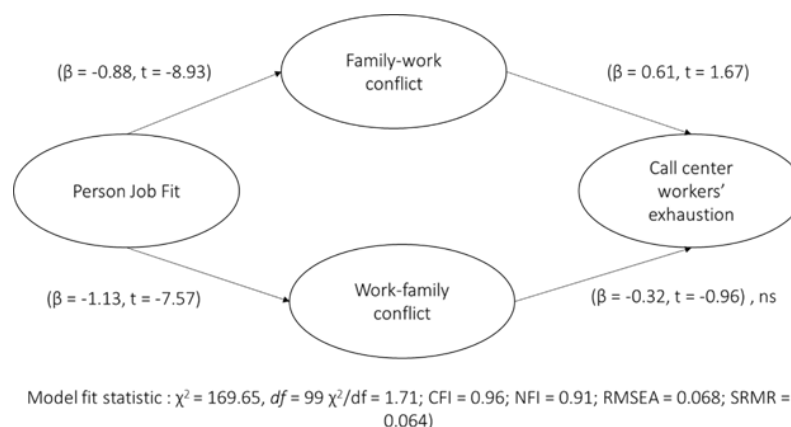 Family-work
conflict
(β = -0.88, t = -8.93)
(β = 0.61, t = 1.67)
Person Job Fit
Call center
workers’
exhaustion
(β = -1.13, t = -7.57)
Work-family
conflict
(β = -0.32, t = -0.96) , ns
Model fit statistic : χ² = 169.65, df = 99 χ²/df = 1.71; CFI = 0.96; NFI = 0.91; RMSEA = 0.068; SRMR =
0.064)